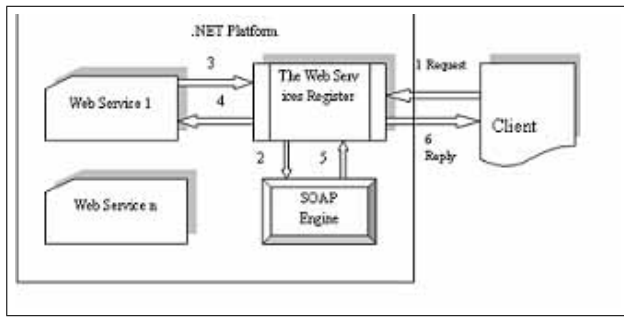 .NET Platform
3
The Web Serv
ices Register
1 Request
Web Service 1
4
Client
6
Reply
2
5
SOAP
Engine
Web Service n